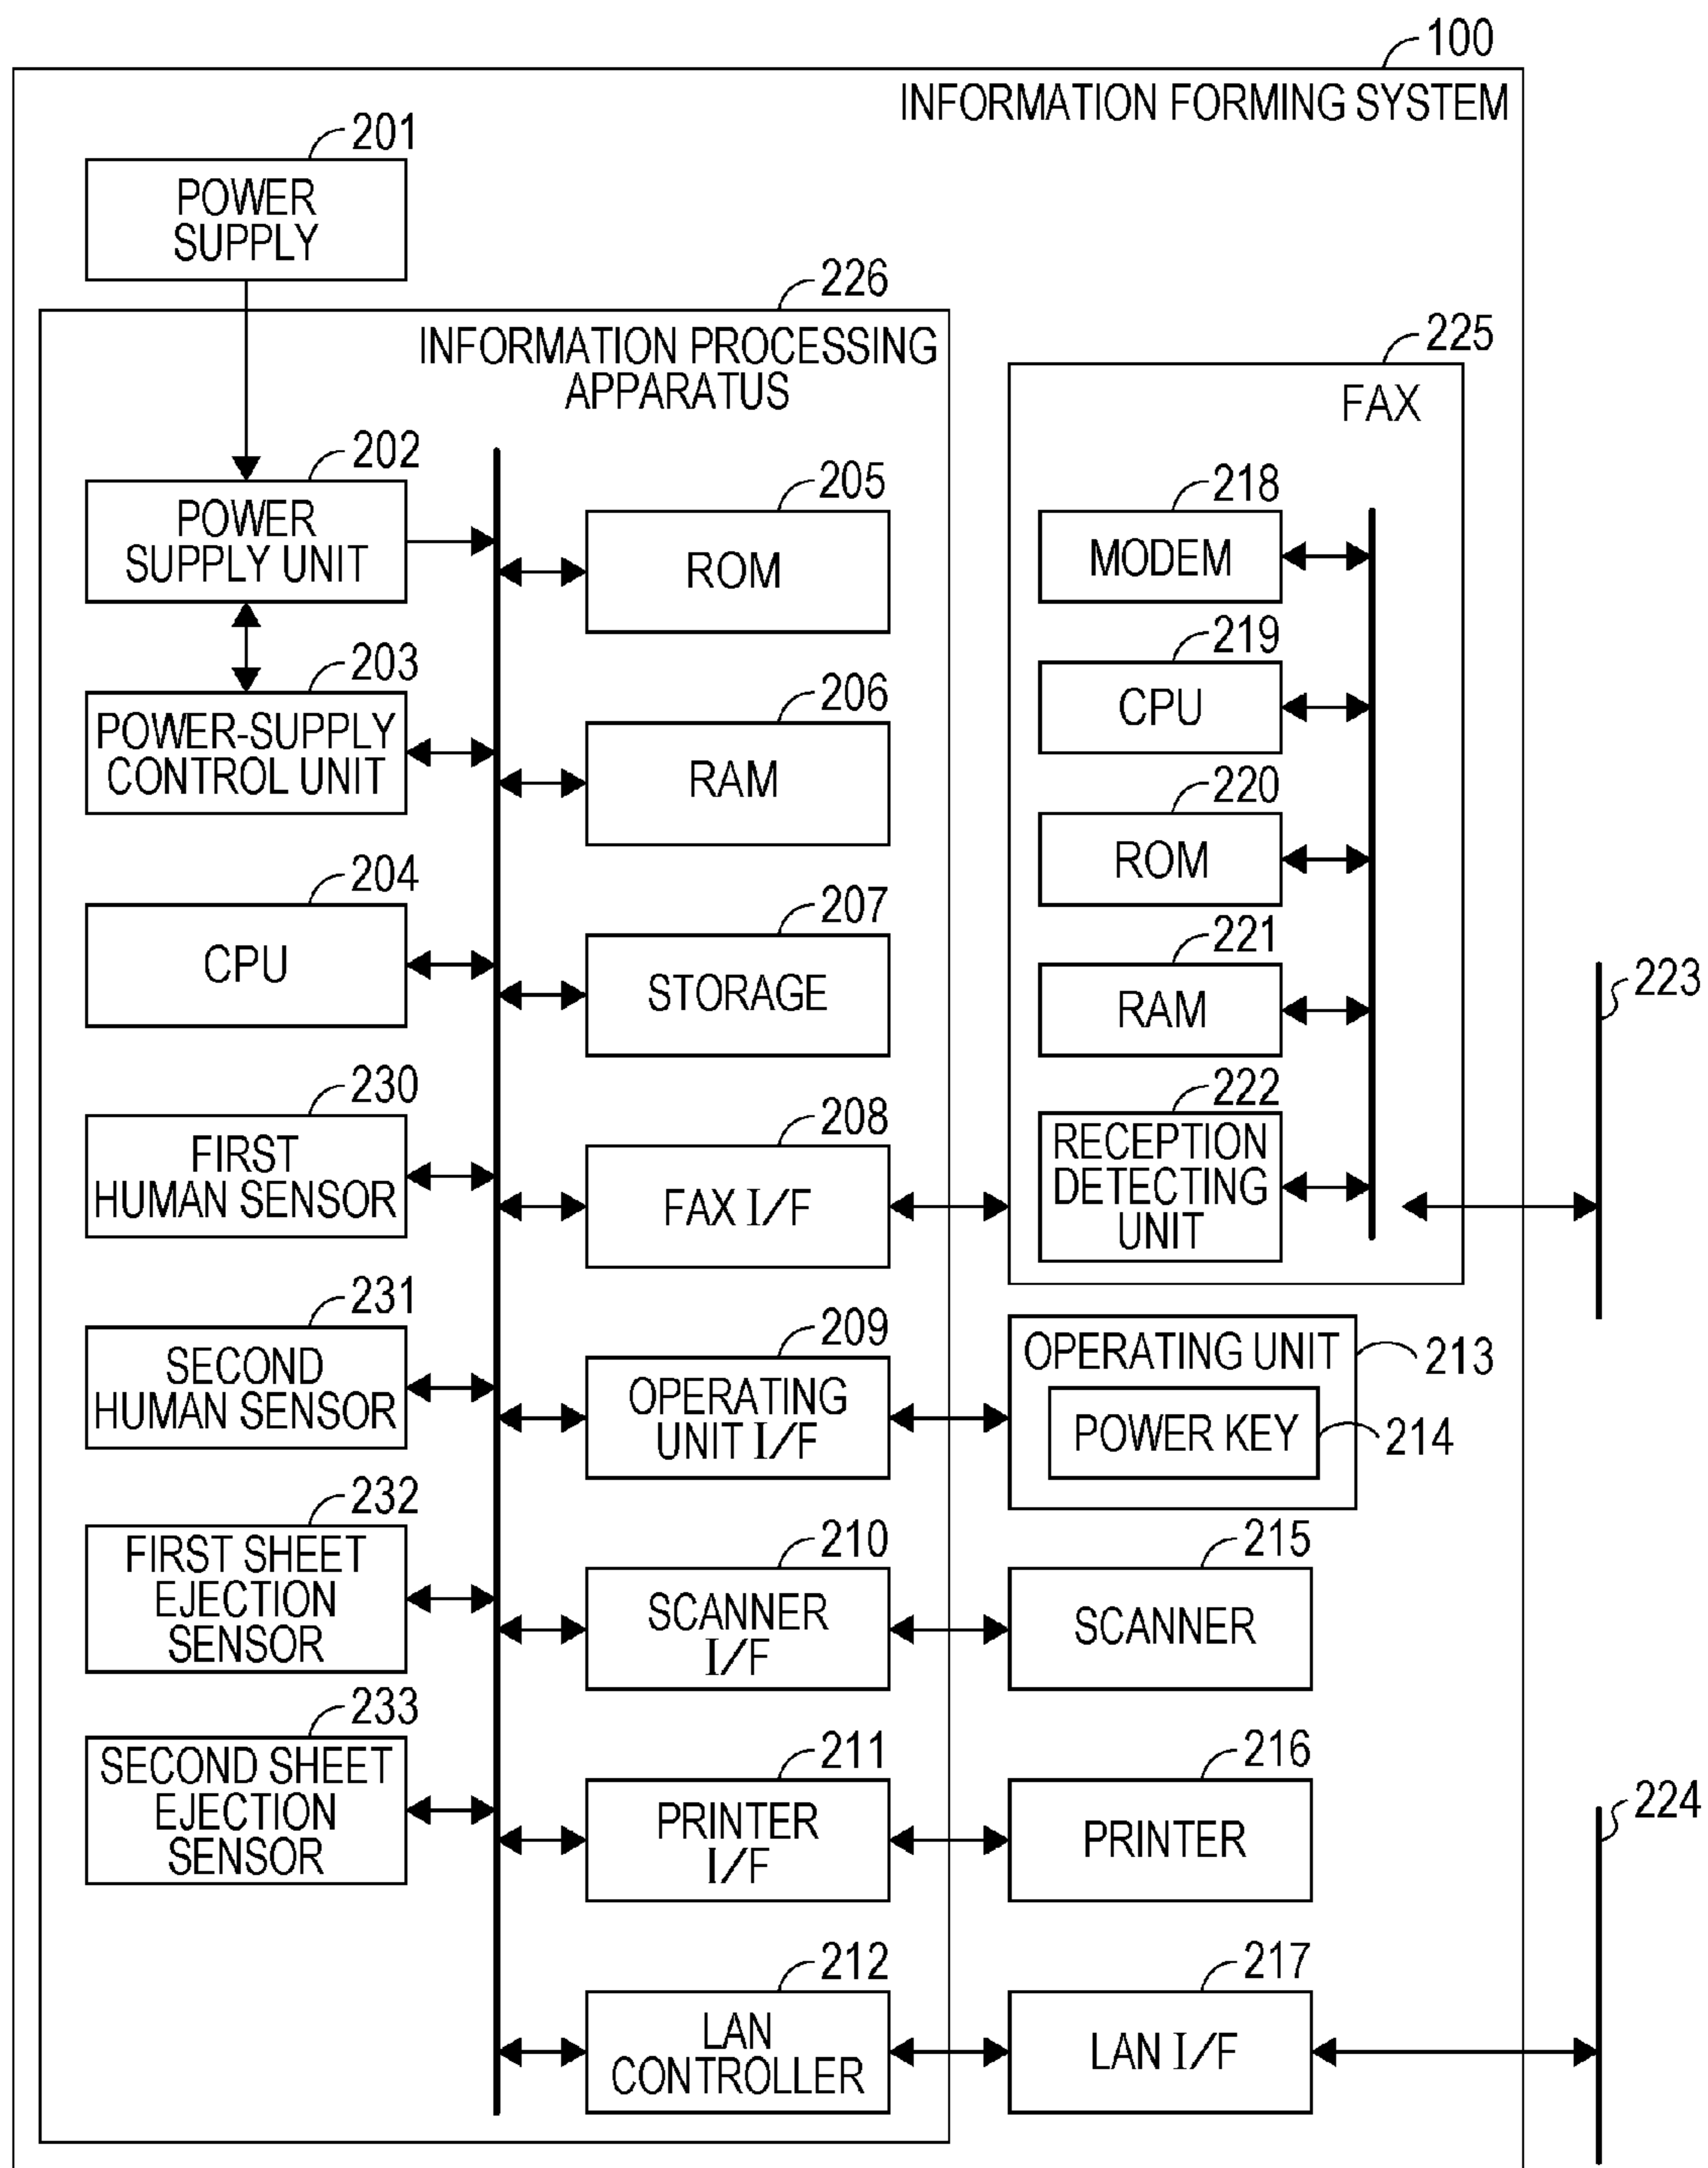 100
INFORMATION FORMING SYSTEM
201
POWER
SUPPLY
226
INFORMATION PROCESSING
APPARATUS
225
FAX
202
POWER
SUPPLY UNIT
203
POWER-SUPPLY
CONTROL UNIT
204
CPU
230
FIRST
HUMAN SENSOR
231
SECOND
HUMAN SENSOR
232
FIRST SHEET
EJECTION
SENSOR
233
SECOND SHEET
EJECTION
SENSOR
205
ROM
206
RAM
207
STORAGE
208
FAX I/F
209
OPERATING
UNIT I/F
210
SCANNER
I/F
211
PRINTER
I/F
212
LAN
CONTROLLER
218
MODEM
219
CPU
220
ROM
221
RAM
222
RECEPTION
DETECTING
UNIT
223
OPERATING UNIT
213
POWER KEY
214
215
SCANNER
216
PRINTER
217
LAN I/F
224